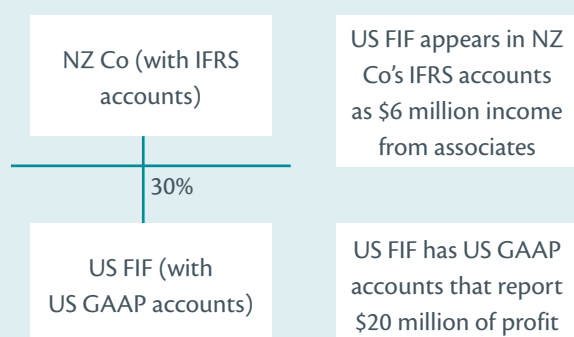 NZ Co (with IFRS
accounts)
US FIF appears in NZ
Co's IFRS accounts
as $6 million income
from associates
30%
US FIF (with
US GAAP accounts)
US FIF has US GAAP
accounts that report
$20 million of profit